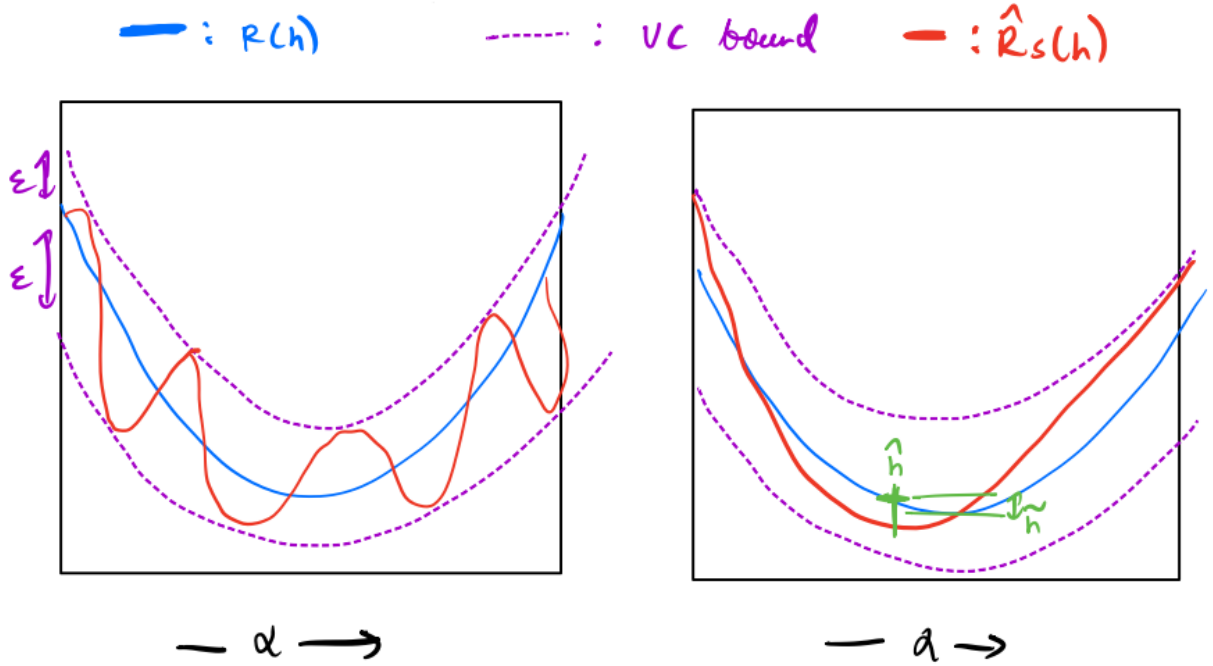 : R(h) : VC bound : R̂s(h)
ε
ε
ĥ
h̃
α α